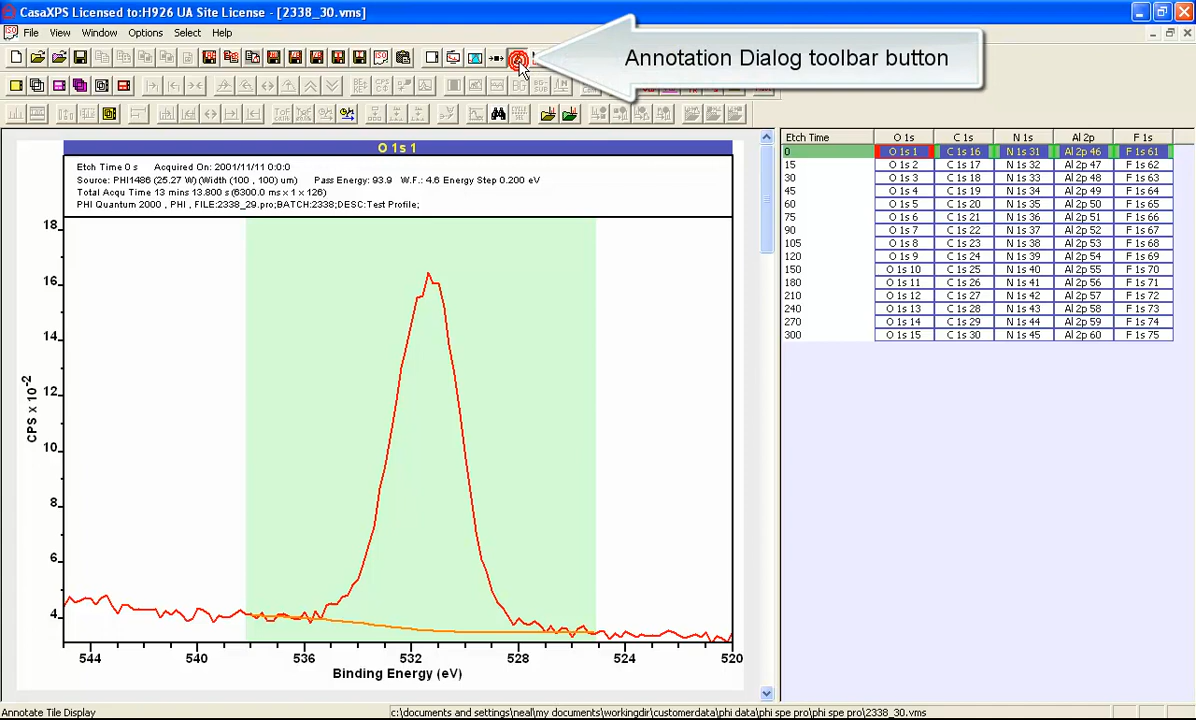 CasaXPS Licensed to:H926 UA Site License - [2338_30.vms]
File View Window Options Select Help
Annotation Dialog toolbar button
O 1s 1
Etch Time 0 s Acquired On: 2001/11/11 0:0:0
Source: PHI1486 (25.27 W) (Width (100 , 100) um) Pass Energy: 93.9 W.F.: 4.6 Energy Step 0.200 eV
Total Acqu Time 13 mins 13.800 s (6300.0 ms x 1 x 126)
PHI Quantum 2000 , PHI , FILE:2338_29.pro;BATCH:2338;DESC:Test Profile;
18
16
14
12
10
8
6
4
CPS x 10-2
544 540 536 532 528 524 520
Binding Energy (eV)
Etch Time O 1s C 1s N 1s Al 2p F 1s
0 O 1s 1 C 1s 16 N 1s 31 Al 2p 46 F 1s 61
15 O 1s 2 C 1s 17 N 1s 32 Al 2p 47 F 1s 62
30 O 1s 3 C 1s 18 N 1s 33 Al 2p 48 F 1s 63
45 O 1s 4 C 1s 19 N 1s 34 Al 2p 49 F 1s 64
60 O 1s 5 C 1s 20 N 1s 35 Al 2p 50 F 1s 65
75 O 1s 6 C 1s 21 N 1s 36 Al 2p 51 F 1s 66
90 O 1s 7 C 1s 22 N 1s 37 Al 2p 52 F 1s 67
105 O 1s 8 C 1s 23 N 1s 38 Al 2p 53 F 1s 68
120 O 1s 9 C 1s 24 N 1s 39 Al 2p 54 F 1s 69
150 O 1s 10 C 1s 25 N 1s 40 Al 2p 55 F 1s 70
180 O 1s 11 C 1s 26 N 1s 41 Al 2p 56 F 1s 71
210 O 1s 12 C 1s 27 N 1s 42 Al 2p 57 F 1s 72
240 O 1s 13 C 1s 28 N 1s 43 Al 2p 58 F 1s 73
270 O 1s 14 C 1s 29 N 1s 44 Al 2p 59 F 1s 74
300 O 1s 15 C 1s 30 N 1s 45 Al 2p 60 F 1s 75
Annotate Tile Display c:\documents and settings\neal\my documents\workingdir\customerdata\phi data\phi spe pro\phi spe pro\2338_30.vms